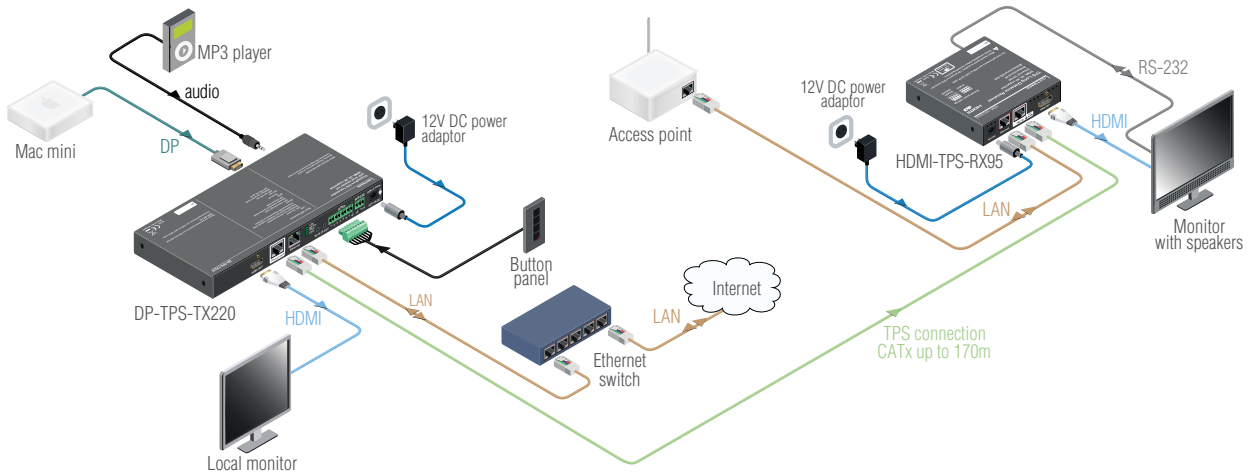 MP3 player
audio
Mac mini
DP
12V DC power
adaptor
DP-TPS-TX220
HDMI
Local monitor
Button
panel
LAN
Ethernet
switch
LAN
Internet
Access point
12V DC power
adaptor
HDMI-TPS-RX95
RS-232
HDMI
LAN
Monitor
with speakers
TPS connection
CATx up to 170m